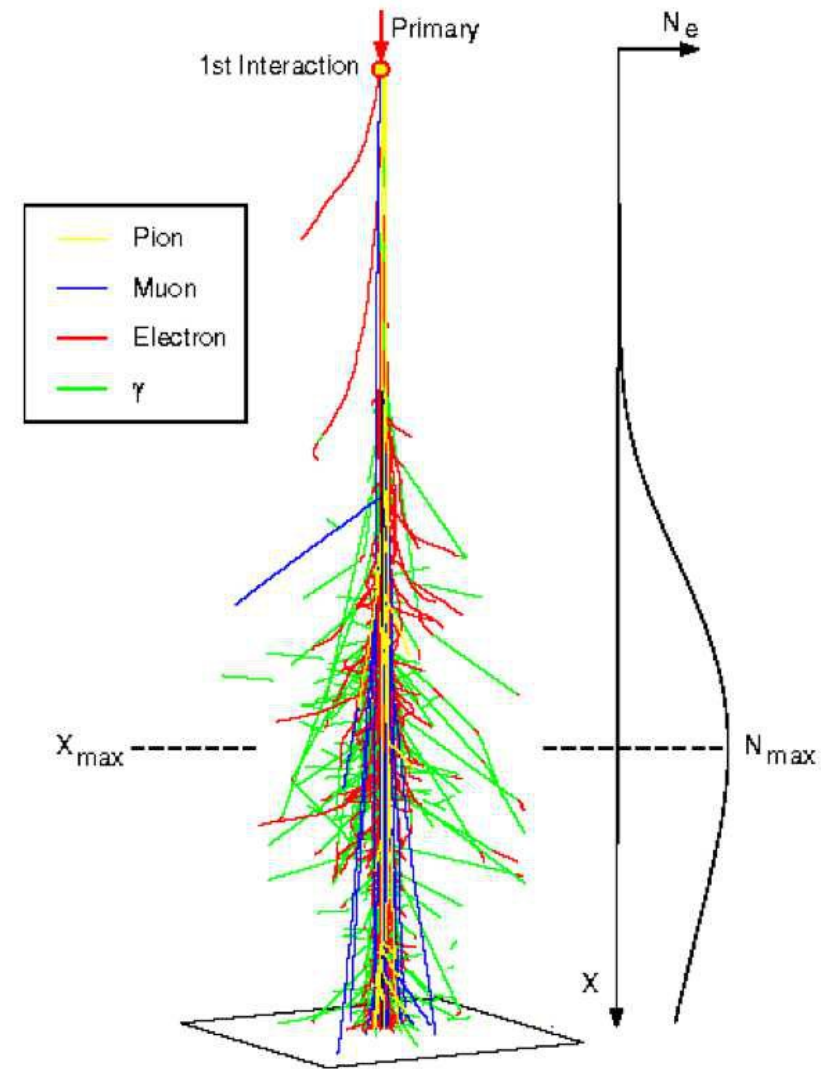 Primary
1st Interaction
N e
Pion
Muon
Electron
γ
X max
N max
X